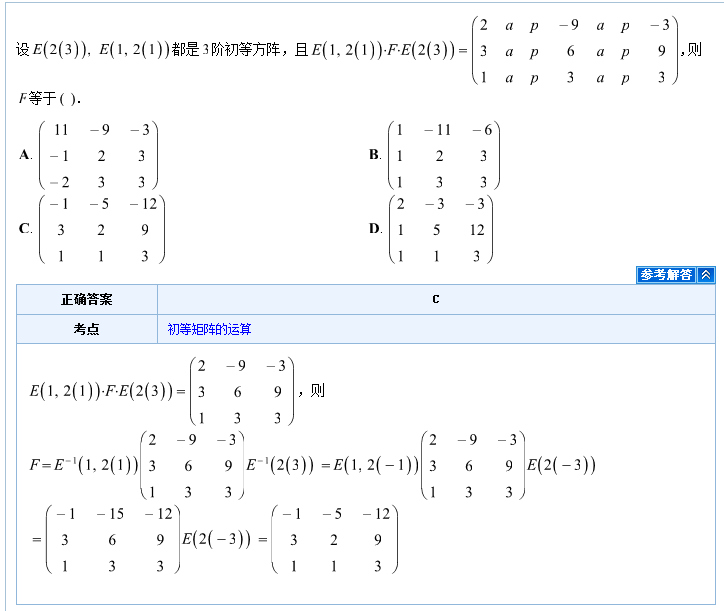 设 E(2(3)), E(1, 2(1)) 都是 3 阶初等方阵，且 E(1, 2(1))·F·E(2(3)) = ( 2 a p −9 a p −3 ; 3 a p 6 a p 9 ; 1 a p 3 a p 3 ) ,则
F 等于 ( ).
A. ( 11 −9 −3 ; −1 2 3 ; −2 3 3 ) B. ( 1 −11 −6 ; 1 2 3 ; 1 3 3 )
C. ( −1 −5 −12 ; 3 2 9 ; 1 1 3 ) D. ( 2 −3 −3 ; 1 5 12 ; 1 1 3 )
参考解答
正确答案 C
考点 初等矩阵的运算
E(1, 2(1))·F·E(2(3)) = ( 2 −9 −3 ; 3 6 9 ; 1 3 3 ) ，则
F = E⁻¹(1, 2(1)) ( 2 −9 −3 ; 3 6 9 ; 1 3 3 ) E⁻¹(2(3)) = E(1, 2(−1)) ( 2 −9 −3 ; 3 6 9 ; 1 3 3 ) E(2(−3))
= ( −1 −15 −12 ; 3 6 9 ; 1 3 3 ) E(2(−3)) = ( −1 −5 −12 ; 3 2 9 ; 1 1 3 )